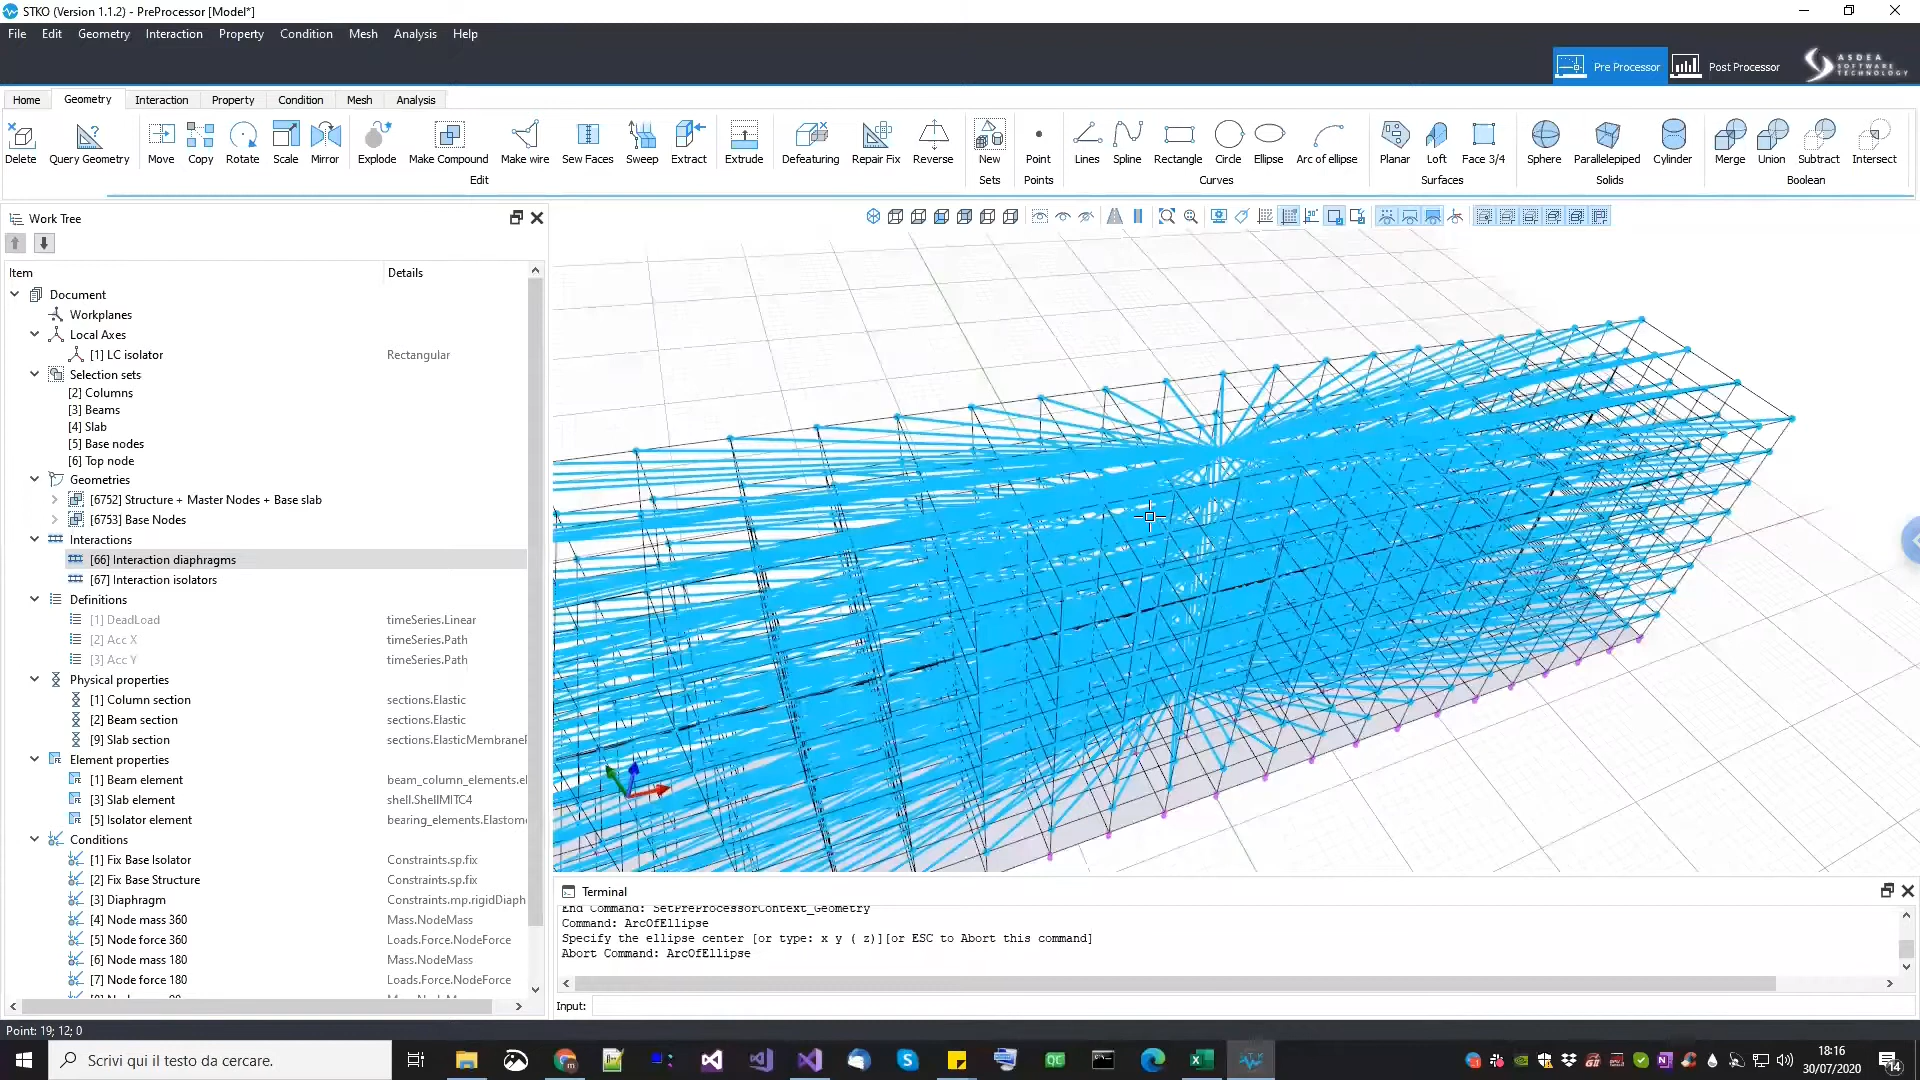 STKO (Version 1.1.2) - PreProcessor [Model*]
File Edit Geometry Interaction Property Condition Mesh Analysis Help
Pre Processor Post Processor ASDEA SOFTWARE TECHNOLOGY
Home Geometry Interaction Property Condition Mesh Analysis
Delete Query Geometry Move Copy Rotate Scale Mirror Explode Make Compound Make wire Sew Faces Sweep Extract Extrude Defeaturing Repair Fix Reverse New Point Lines Spline Rectangle Circle Ellipse Arc of ellipse Planar Loft Face 3/4 Sphere Parallelepiped Cylinder Merge Union Subtract Intersect
Edit Sets Points Curves Surfaces Solids Boolean
Work Tree
Item Details
Document
Workplanes
Local Axes
[1] LC isolator Rectangular
Selection sets
[2] Columns
[3] Beams
[4] Slab
[5] Base nodes
[6] Top node
Geometries
[6752] Structure + Master Nodes + Base slab
[6753] Base Nodes
Interactions
[66] Interaction diaphragms
[67] Interaction isolators
Definitions
[1] DeadLoad timeSeries.Linear
[2] Acc X timeSeries.Path
[3] Acc Y timeSeries.Path
Physical properties
[1] Column section sections.Elastic
[2] Beam section sections.Elastic
[9] Slab section sections.ElasticMembraneF
Element properties
[1] Beam element beam_column_elements.el
[3] Slab element shell.ShellMITC4
[5] Isolator element bearing_elements.Elastom
Conditions
[1] Fix Base Isolator Constraints.sp.fix
[2] Fix Base Structure Constraints.sp.fix
[3] Diaphragm Constraints.mp.rigidDiaph
[4] Node mass 360 Mass.NodeMass
[5] Node force 360 Loads.Force.NodeForce
[6] Node mass 180 Mass.NodeMass
[7] Node force 180 Loads.Force.NodeForce
Terminal
End Command: SetPreProcessorContext_Geometry
Command: ArcOfEllipse
Specify the ellipse center [or type: x y ( z)][or ESC to Abort this command]
Abort Command: ArcOfEllipse
Input:
Point: 19; 12; 0
Scrivi qui il testo da cercare.
18:16
30/07/2020
14